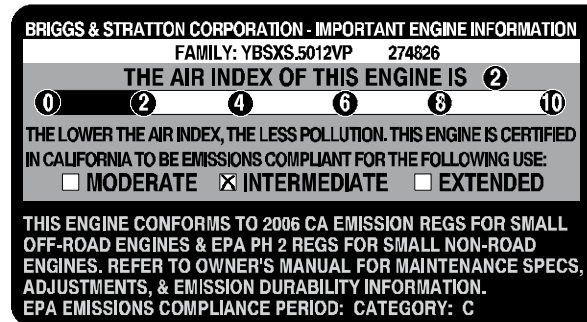 BRIGGS & STRATTON CORPORATION - IMPORTANT ENGINE INFORMATION
FAMILY: YBSXS.5012VP 274826
THE AIR INDEX OF THIS ENGINE IS 2
0 2 4 6 8 10
THE LOWER THE AIR INDEX, THE LESS POLLUTION. THIS ENGINE IS CERTIFIED
IN CALIFORNIA TO BE EMISSIONS COMPLIANT FOR THE FOLLOWING USE:
MODERATE INTERMEDIATE EXTENDED
THIS ENGINE CONFORMS TO 2006 CA EMISSION REGS FOR SMALL
OFF-ROAD ENGINES & EPA PH 2 REGS FOR SMALL NON-ROAD
ENGINES. REFER TO OWNER'S MANUAL FOR MAINTENANCE SPECS,
ADJUSTMENTS, & EMISSION DURABILITY INFORMATION.
EPA EMISSIONS COMPLIANCE PERIOD: CATEGORY: C